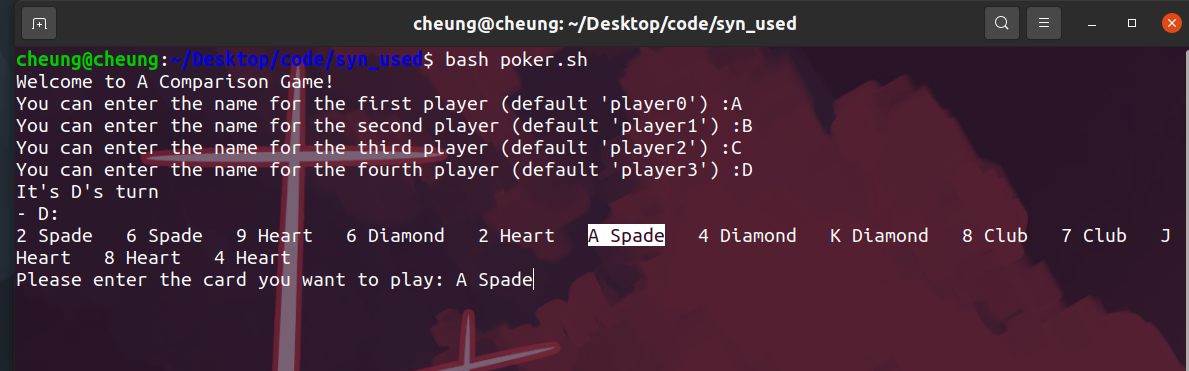 cheung@cheung: ~/Desktop/code/syn_used
cheung@cheung:~/Desktop/code/syn_used$ bash poker.sh
Welcome to A Comparison Game!
You can enter the name for the first player (default 'player0') :A
You can enter the name for the second player (default 'player1') :B
You can enter the name for the third player (default 'player2') :C
You can enter the name for the fourth player (default 'player3') :D
It's D's turn
- D:
2 Spade   6 Spade   9 Heart   6 Diamond   2 Heart   A Spade   4 Diamond   K Diamond   8 Club   7 Club   J
Heart   8 Heart   4 Heart
Please enter the card you want to play: A Spade